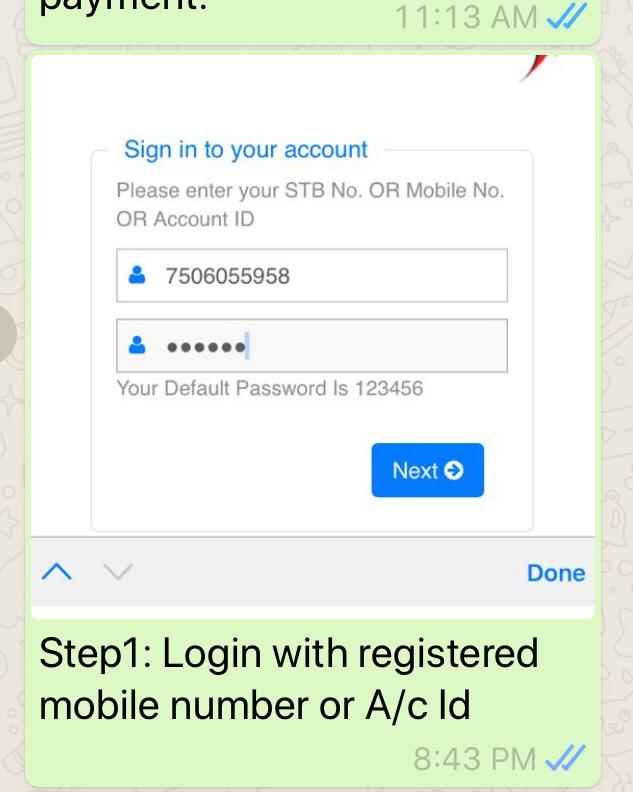 payment.
11:13 AM
Sign in to your account
Please enter your STB No. OR Mobile No.
OR Account ID
7506055958
••••••
Your Default Password Is 123456
Next
Done
Step1: Login with registered
mobile number or A/c Id
8:43 PM